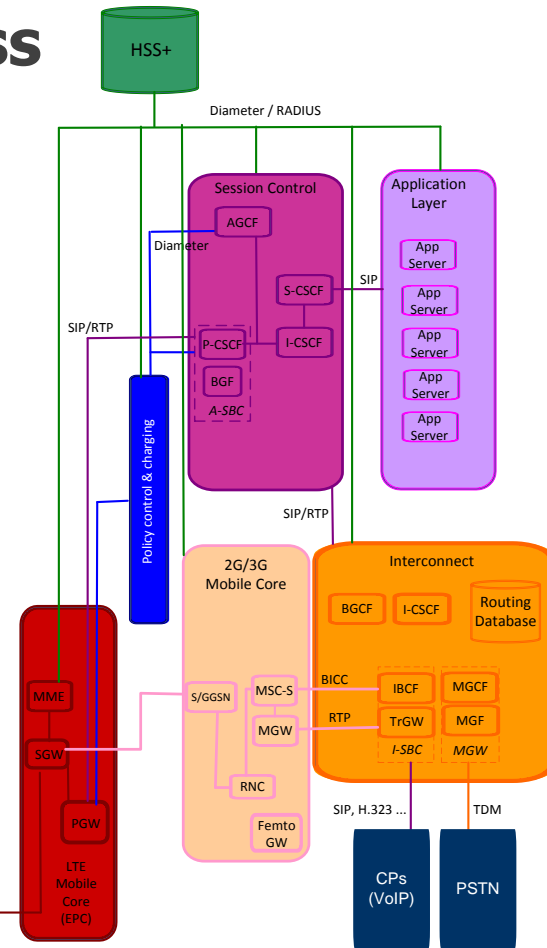 ss
HSS+
Diameter / RADIUS
Session Control
AGCF
Diameter
S-CSCF
SIP
SIP/RTP
P-CSCF
I-CSCF
BGF
A-SBC
Application
Layer
App
Server
App
Server
App
Server
App
Server
App
Server
Policy control & charging
SIP/RTP
2G/3G
Mobile Core
S/GGSN
MSC-S
MGW
RNC
Femto
GW
BICC
RTP
Interconnect
BGCF
I-CSCF
Routing
Database
IBCF
MGCF
TrGW
MGF
I-SBC
MGW
MME
SGW
PGW
LTE
Mobile
Core
(EPC)
SIP, H.323 ...
TDM
CPs
(VoIP)
PSTN